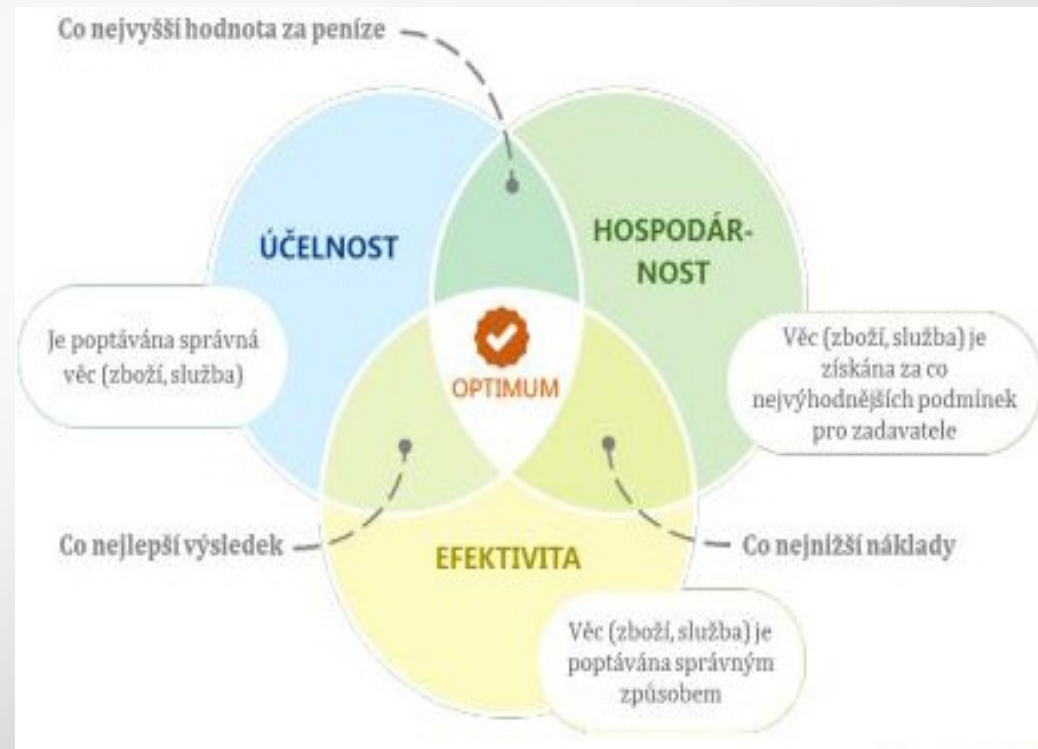 Co nejvyšší hodnota za peníze
ÚČELNOST
HOSPODÁR-
NOST
Je poptávána správná
věc (zboží, služba)
OPTIMUM
Věc (zboží, služba) je
získána za co
nejvýhodnějších podmínek
pro zadavatele
Co nejlepší výsledek
EFEKTIVITA
Co nejnižší náklady
Věc (zboží, služba) je
poptávána správným
způsobem